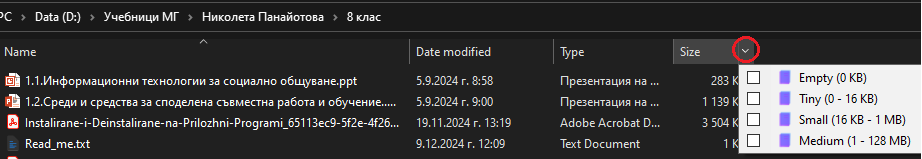 PC > Data (D:) > Учебници МГ > Николета Панайотова > 8 клас
Name Date modified Type Size
1.1.Информационни технологии за социално общуване.ppt 5.9.2024 г. 8:58 Презентация на ... 283 K
Empty (0 KB)
1.2.Среди и средства за споделена съвместна работа и обучение..... 5.9.2024 г. 9:00 Презентация на ... 1 139 K
Tiny (0 - 16 KB)
Instalirane-i-Deinstalirane-na-Prilozhni-Programi_65113ec9-5f2e-4f26... 19.11.2024 г. 13:19 Adobe Acrobat D... 3 504 K
Small (16 KB - 1 MB)
Read_me.txt 9.12.2024 г. 12:09 Text Document 1 K
Medium (1 - 128 MB)